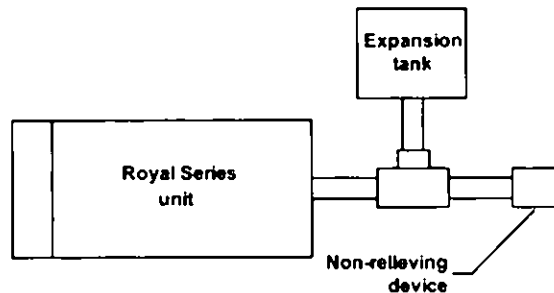 Expansion
tank
Royal Series
unit
Non-relieving
device